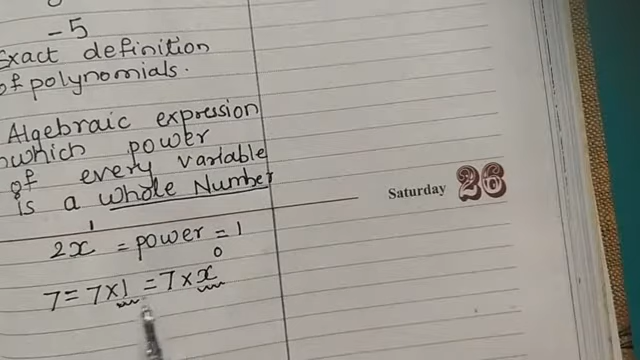 -5
Exact definition
of polynomials.
Algebraic expression
which power
of every variable
is a whole Number
Saturday 26
2x¹ = power = 1
7 = 7×1 = 7×x⁰